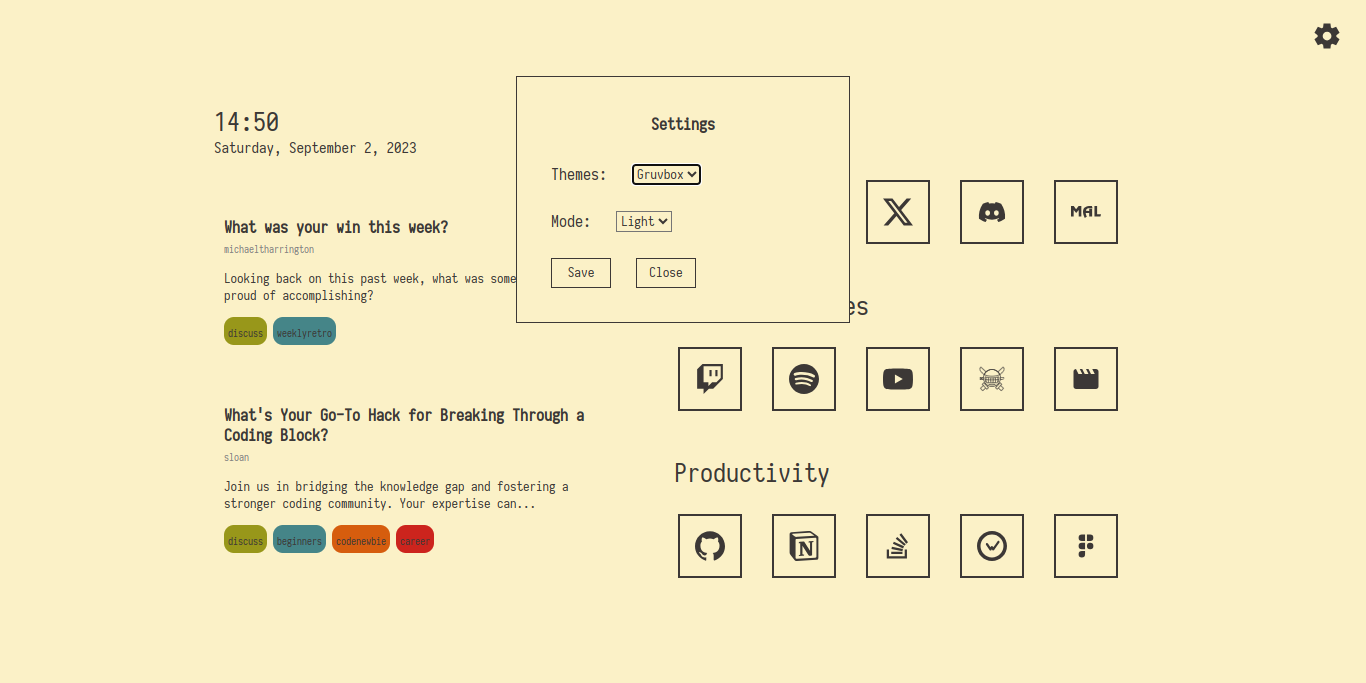 14:50
Saturday, September 2, 2023
What was your win this week?
michaeltharrington
Looking back on this past week, what was some
proud of accomplishing?
discuss weeklyretro
What's Your Go-To Hack for Breaking Through a
Coding Block?
sloan
Join us in bridging the knowledge gap and fostering a
stronger coding community. Your expertise can...
discuss beginners codenewbie career
Settings
Themes: Gruvbox
Mode: Light
Save Close
MAL
es
Productivity